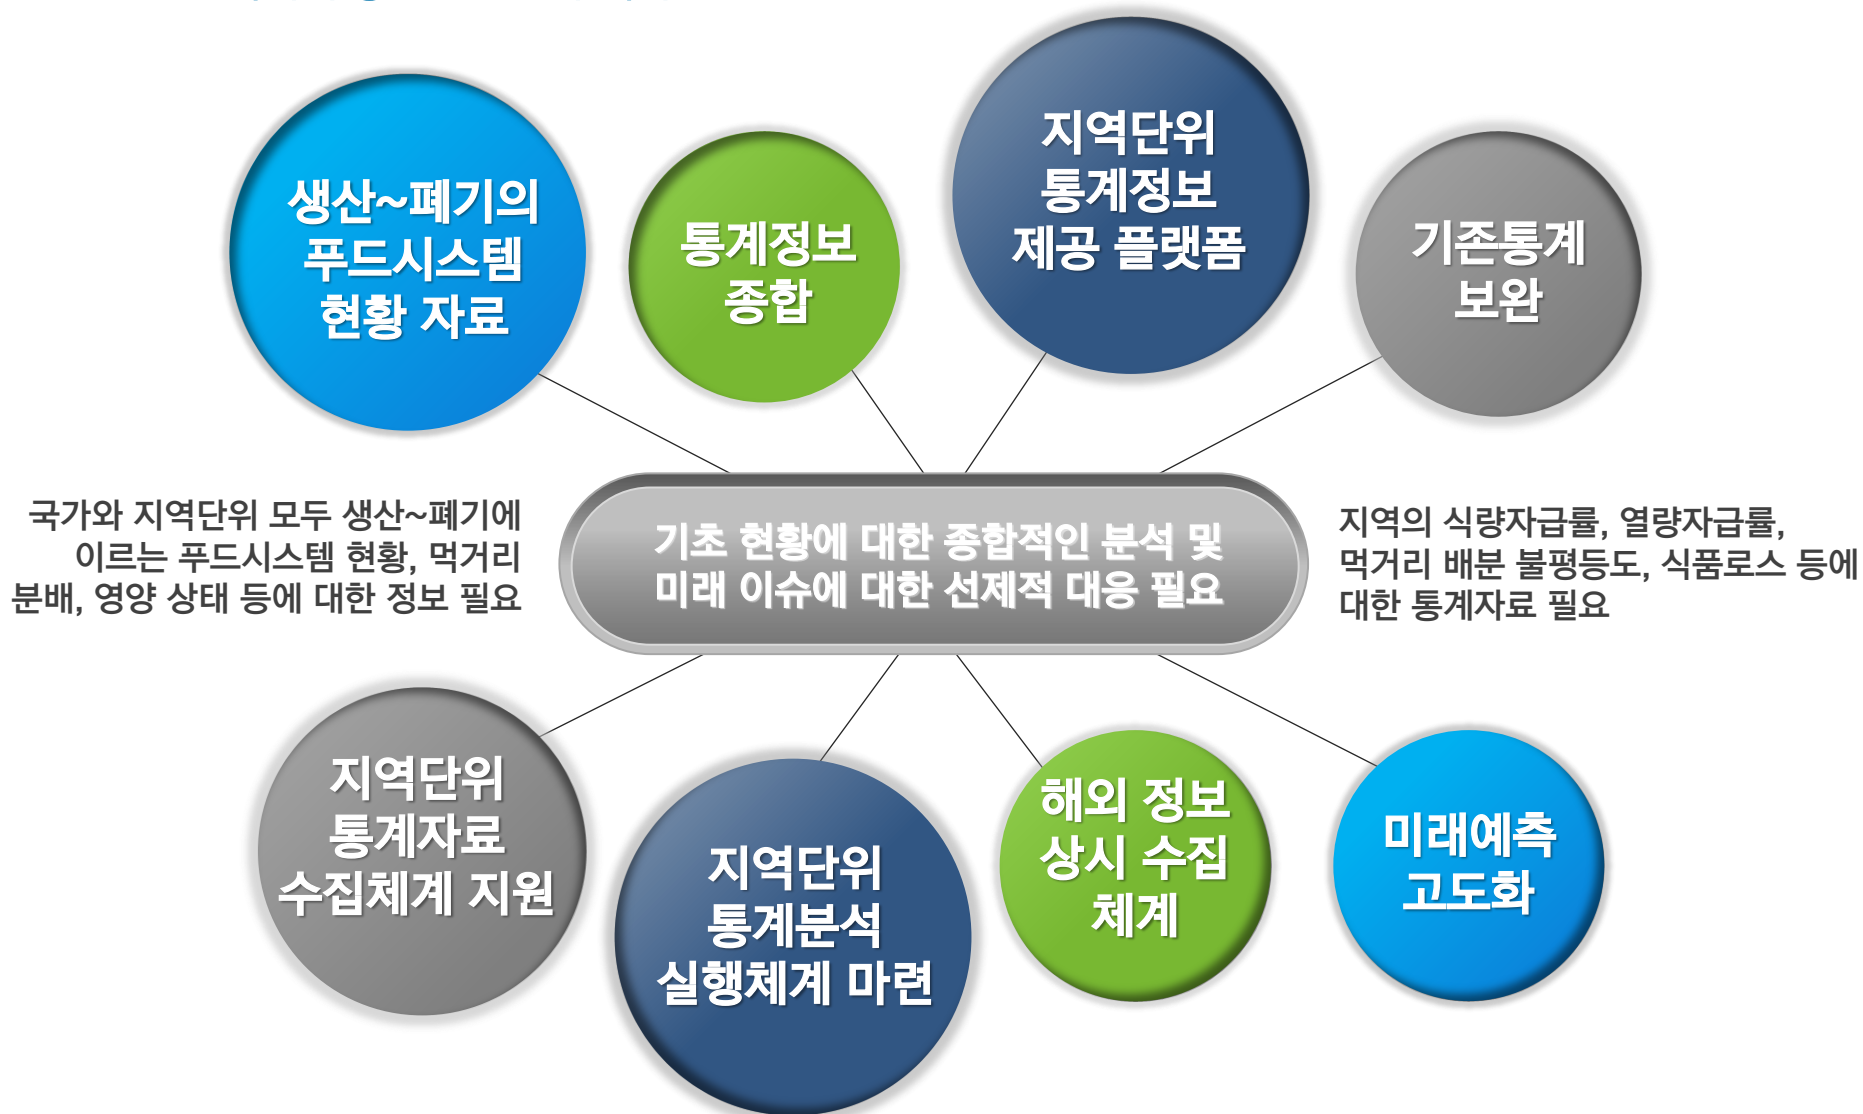 생산~폐기의
푸드시스템
현황 자료
통계정보
종합
지역단위
통계정보
제공 플랫폼
기존통계
보완
국가와 지역단위 모두 생산~폐기에
이르는 푸드시스템 현황, 먹거리
분배, 영양 상태 등에 대한 정보 필요
기초 현황에 대한 종합적인 분석 및
미래 이슈에 대한 선제적 대응 필요
지역의 식량자급률, 열량자급률,
먹거리 배분 불평등도, 식품로스 등에
대한 통계자료 필요
지역단위
통계자료
수집체계 지원
지역단위
통계분석
실행체계 마련
해외 정보
상시 수집
체계
미래예측
고도화